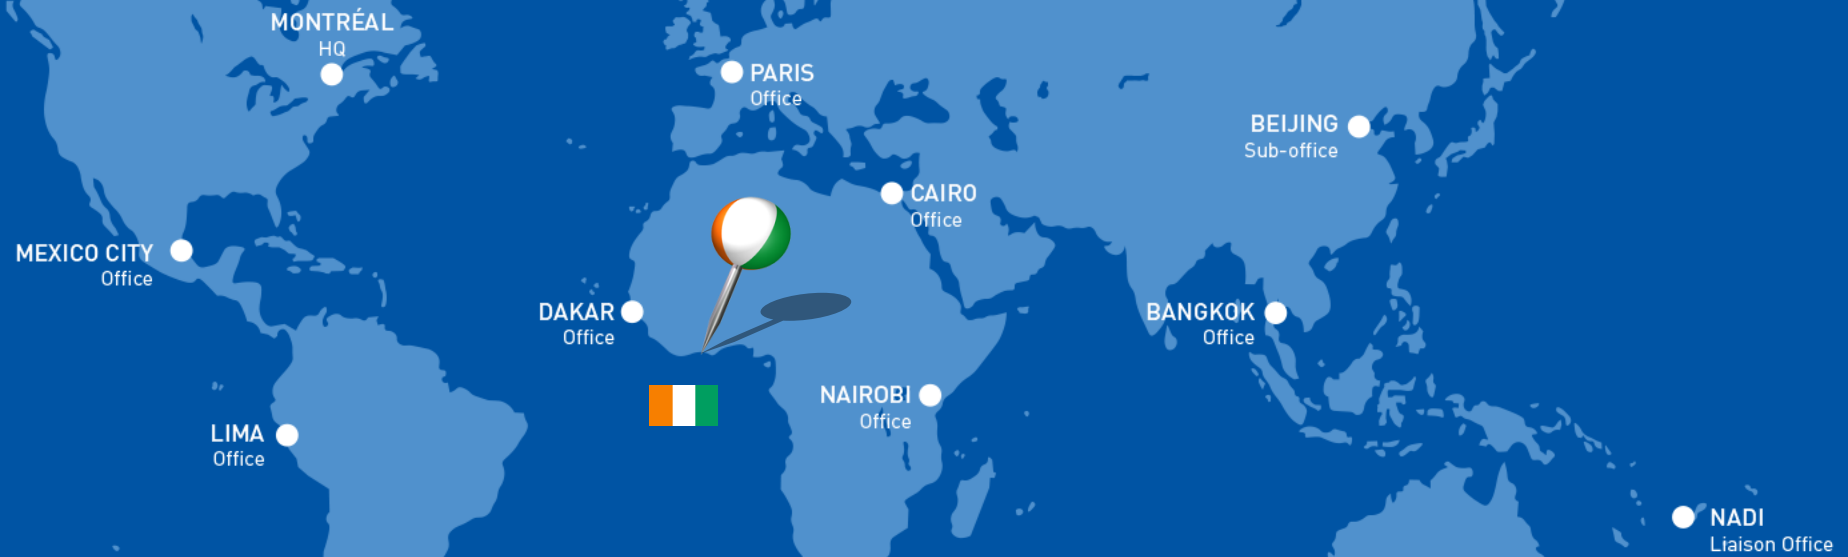 MONTRÉAL
HQ
PARIS
Office
BEIJING
Sub-office
CAIRO
Office
MEXICO CITY
Office
DAKAR
Office
BANGKOK
Office
NAIROBI
Office
LIMA
Office
NADI
Liaison Office